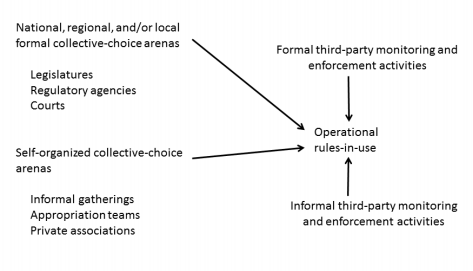 National, regional, and/or local
formal collective-choice arenas
Legislatures
Regulatory agencies
Courts
Self-organized collective-choice
arenas
Informal gatherings
Appropriation teams
Private associations
Formal third-party monitoring and
enforcement activities
Operational
rules-in-use
Informal third-party monitoring
and enforcement activities